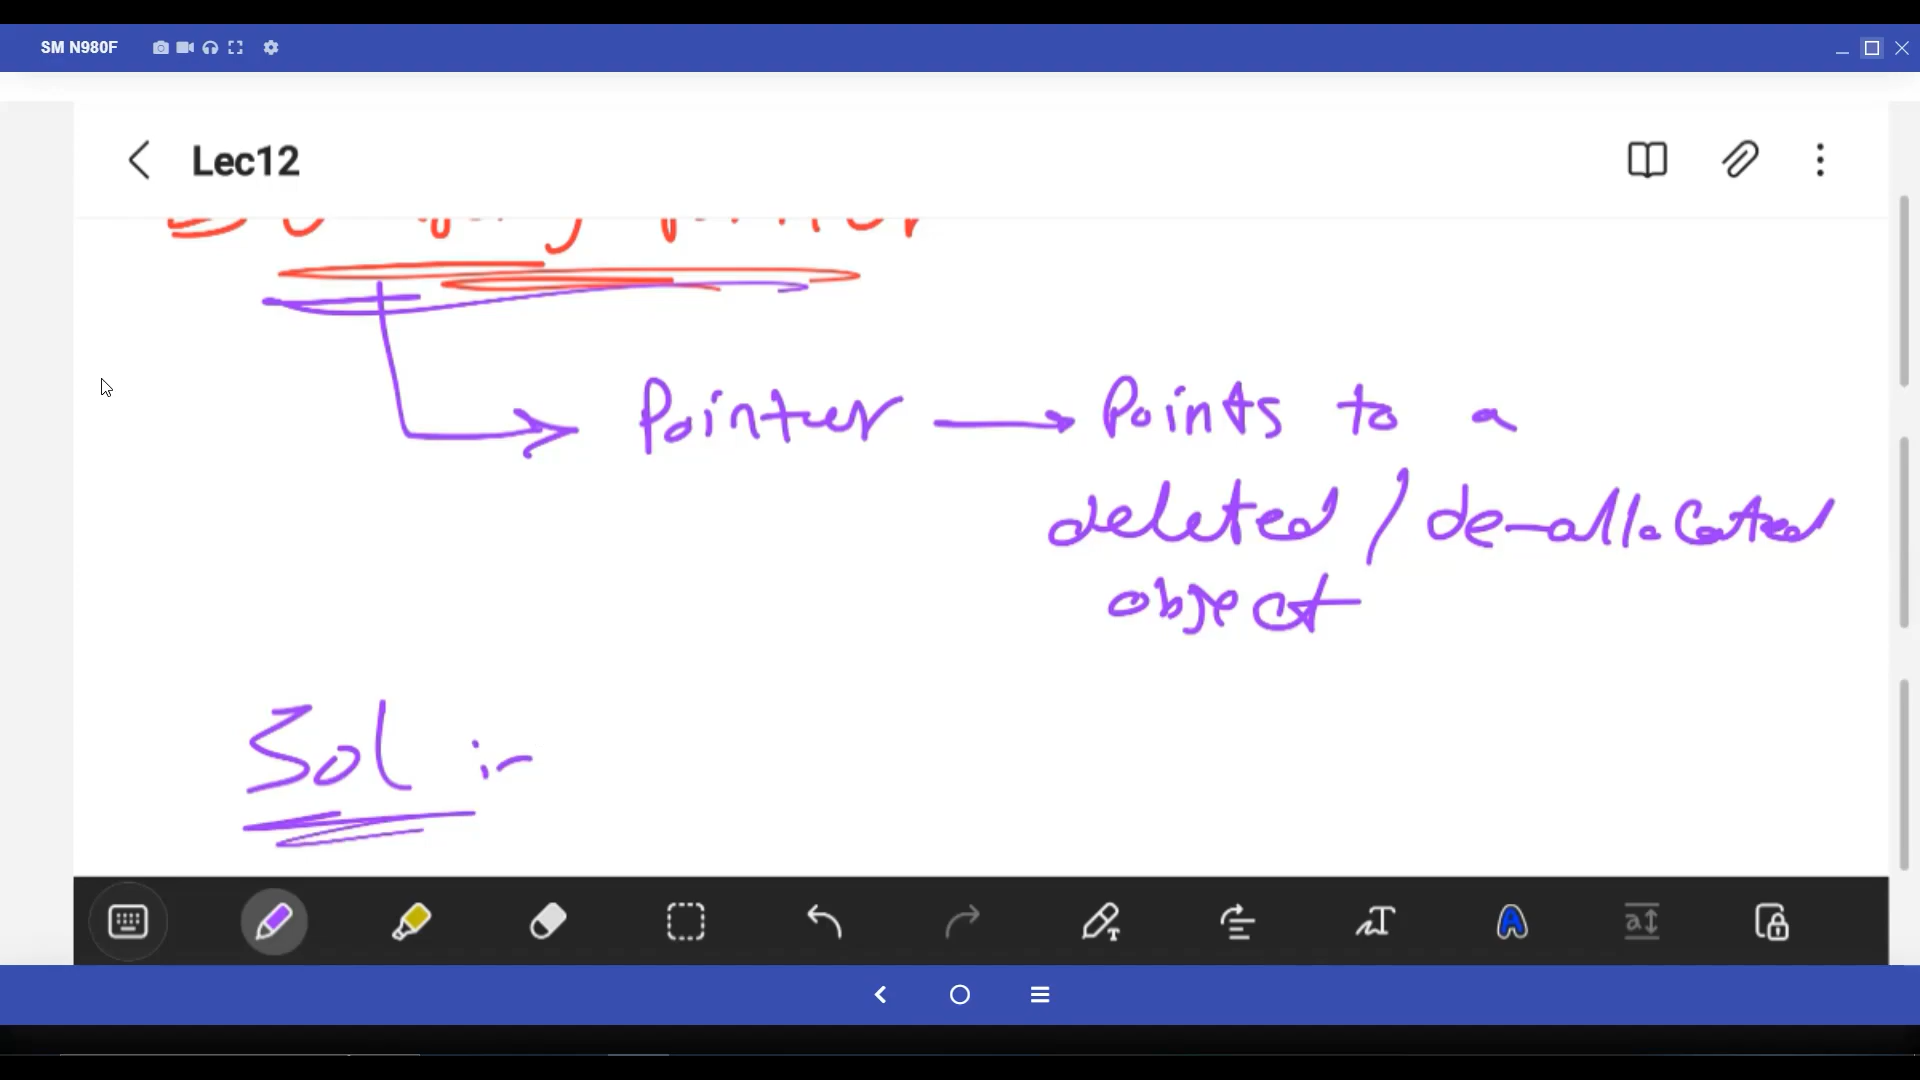 SM N980F
Lec12
Pointer → Points to a
deleted / de-allocated
object
Sol :-